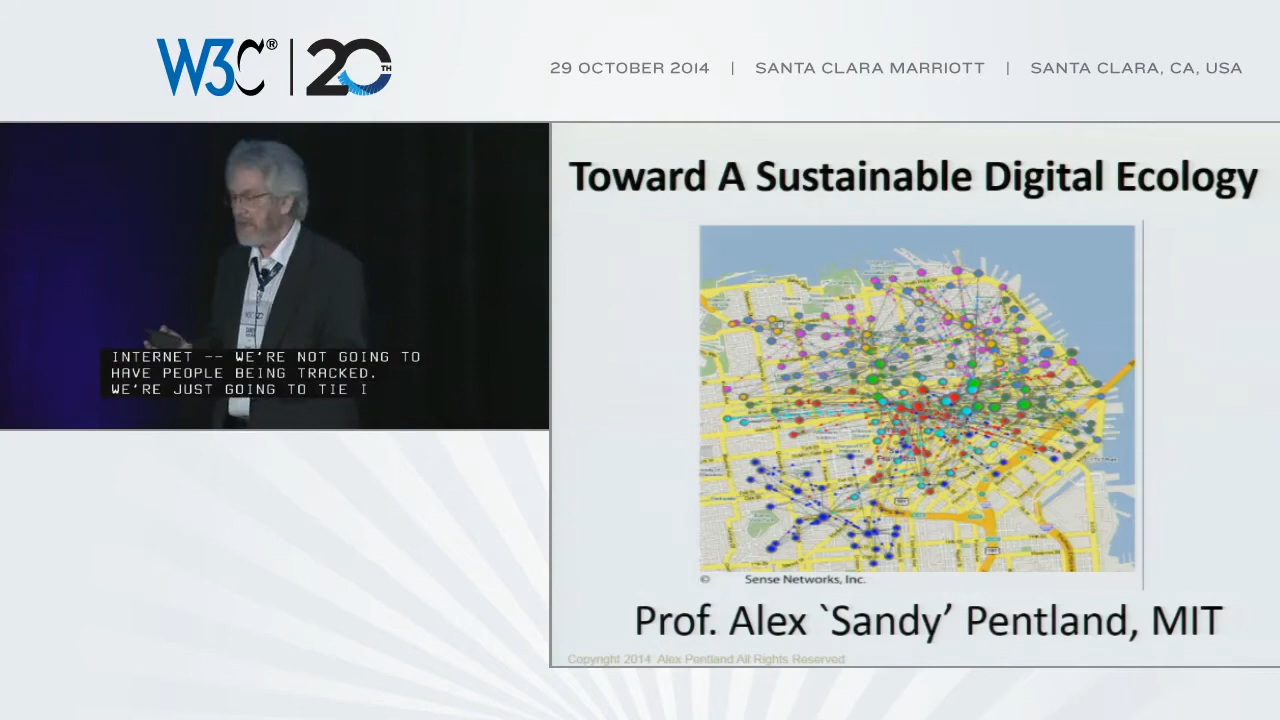 W3C® | 20TH
29 OCTOBER 2014 | SANTA CLARA MARRIOTT | SANTA CLARA, CA, USA
INTERNET -- WE'RE NOT GOING TO
HAVE PEOPLE BEING TRACKED.
WE'RE JUST GOING TO TIE I
Toward A Sustainable Digital Ecology
© Sense Networks, Inc.
Prof. Alex `Sandy' Pentland, MIT
Copyright 2014 Alex Pentland All Rights Reserved